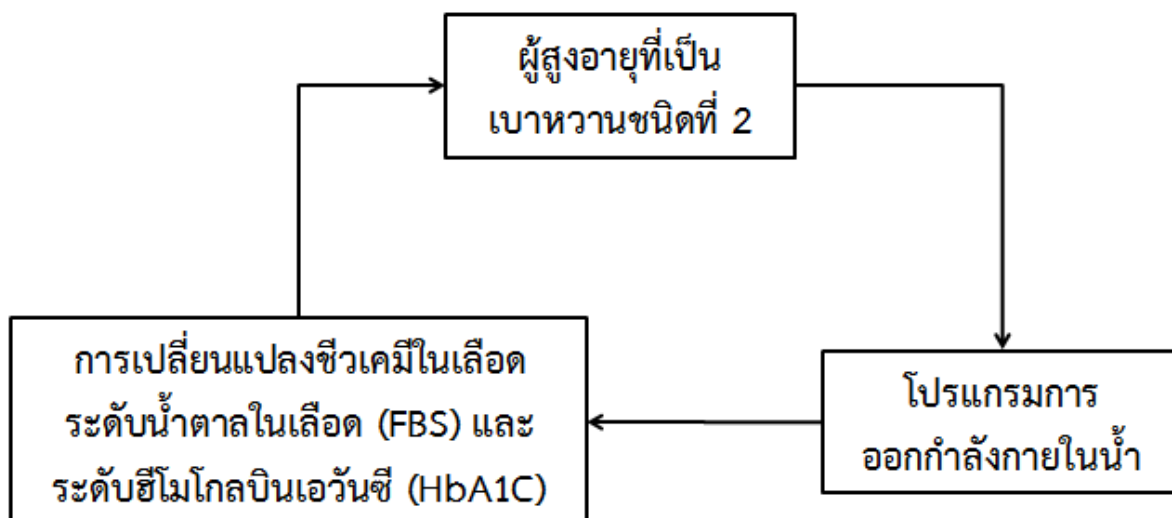 ผู้สูงอายุที่เป็น
เบาหวานชนิดที่ 2
การเปลี่ยนแปลงชีวเคมีในเลือด
ระดับน้ำตาลในเลือด (FBS) และ
ระดับฮีโมโกลบินเอวันซี (HbA1C)
โปรแกรมการ
ออกกำลังกายในน้ำ